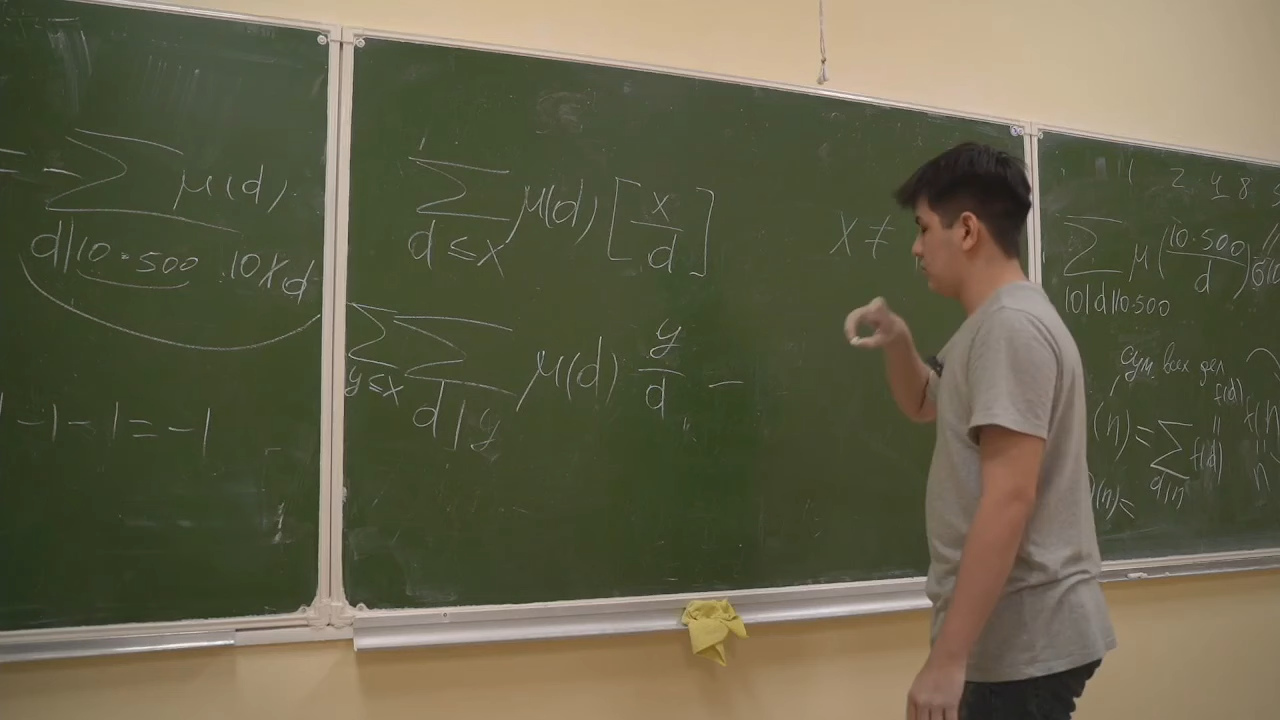 = - ∑ μ(d)
d|10·500 10∤d
-1-1=-1
∑ μ(d) [x/d]
d ≤ x
∑ ∑ μ(d) y/d -
y≤x d|y
X ≠
2 4 8
∑ μ(10·500/d)
10|d|10·500
сум всех дел
f(d)
(n) = ∑ f(d)
d|n
(n)=